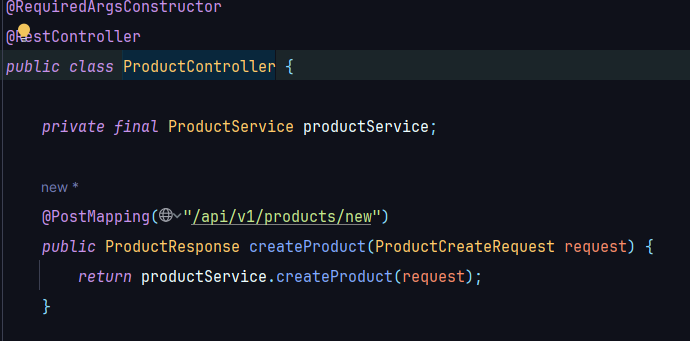 @RequiredArgsConstructor
@RestController
public class ProductController {
private final ProductService productService;
new *
@PostMapping("/api/v1/products/new")
public ProductResponse createProduct(ProductCreateRequest request) {
return productService.createProduct(request);
}